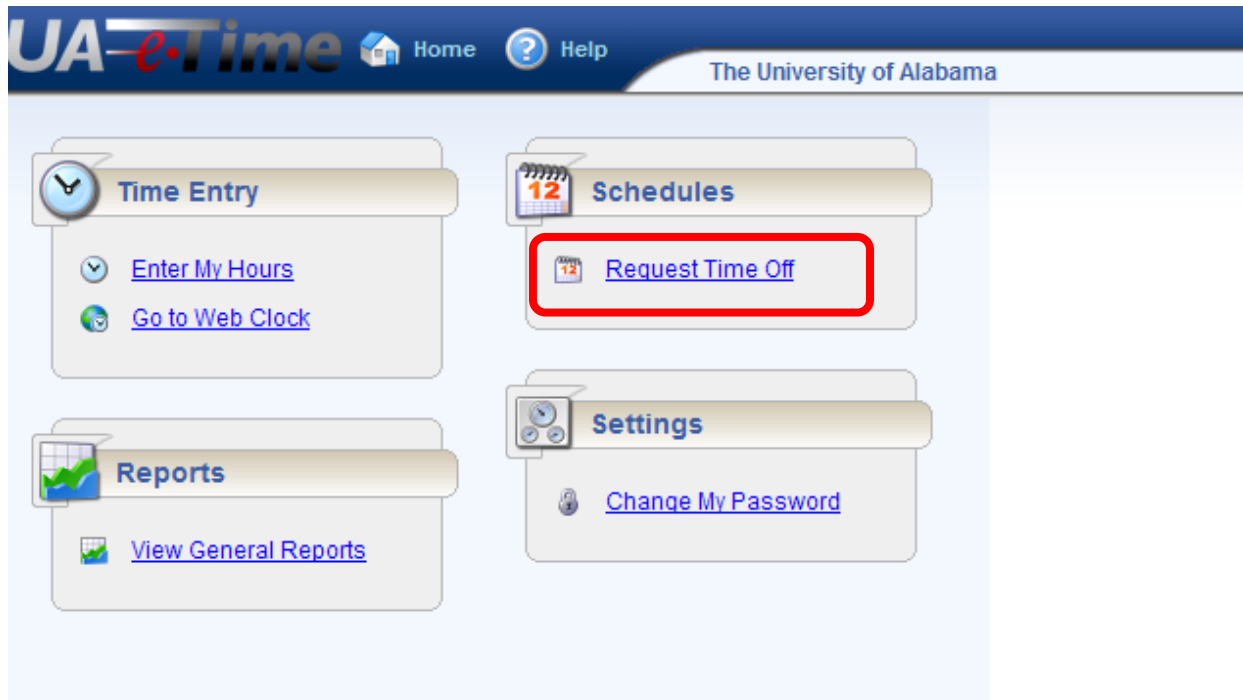 UA-e·Time Home Help
The University of Alabama
Time Entry
Enter My Hours
Go to Web Clock
12
Schedules
12
Request Time Off
Reports
View General Reports
Settings
Change My Password